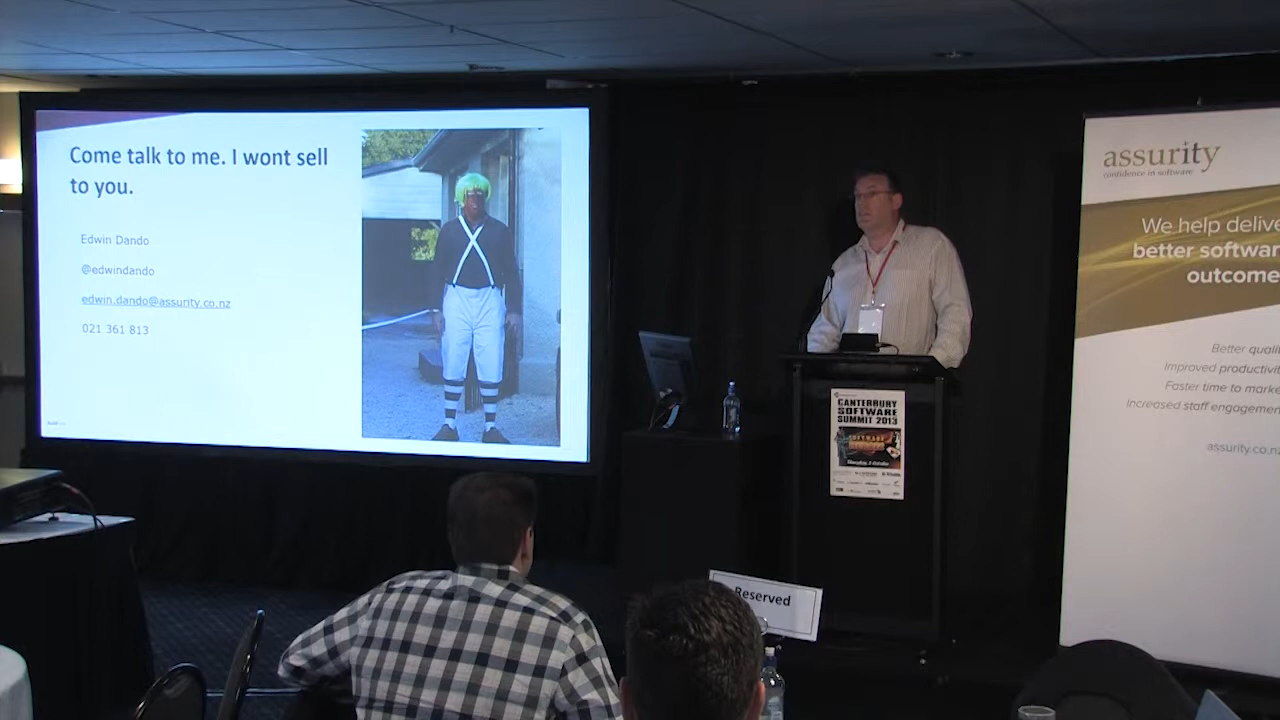 Come talk to me. I wont sell
to you.
Edwin Dando
@edwindando
edwin.dando@assurity.co.nz
021 361 813
CANTERBURY
SOFTWARE
SUMMIT 2013
Reserved
assurity
confidence in software
We help delive
better softwar
outcome
Better quali
Improved productivit
Faster time to marke
Increased staff engagemen
assurity.co.nz